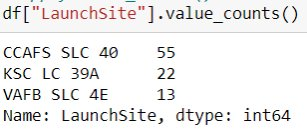 df["LaunchSite"].value_counts()
CCAFS SLC 40    55
KSC LC 39A      22
VAFB SLC 4E     13
Name: LaunchSite, dtype: int64